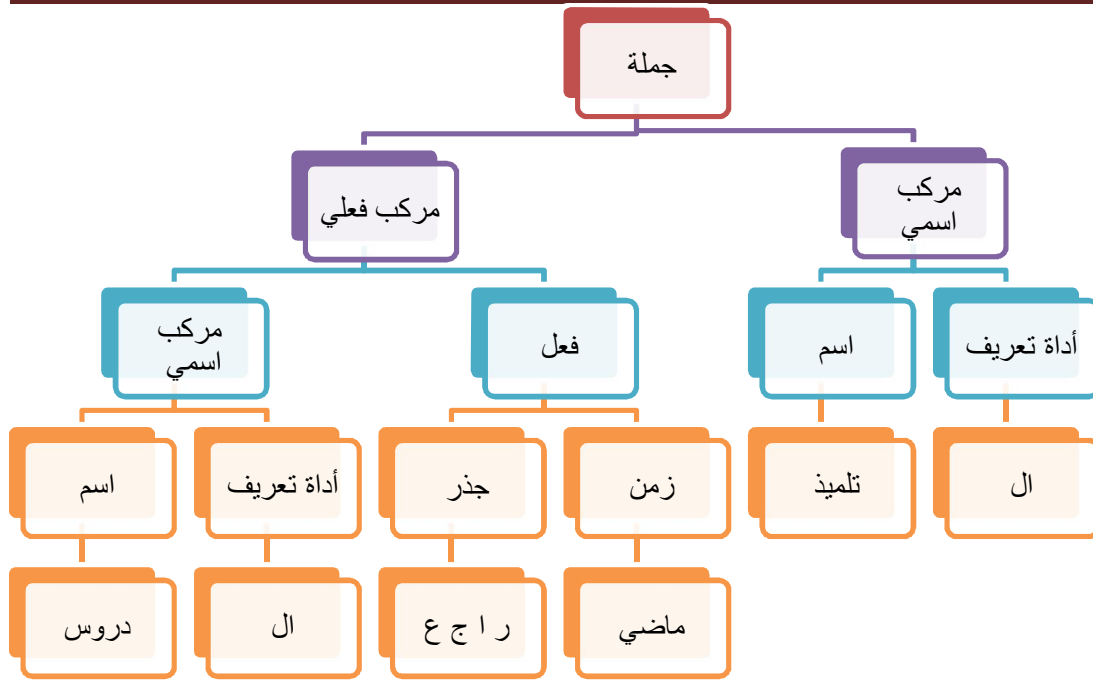 جملة
مركب
اسمي
مركب فعلي
أداة تعريف
اسم
فعل
مركب
اسمي
ال
تلميذ
زمن
جذر
أداة تعريف
اسم
ماضي
ر ا ج ع
ال
دروس